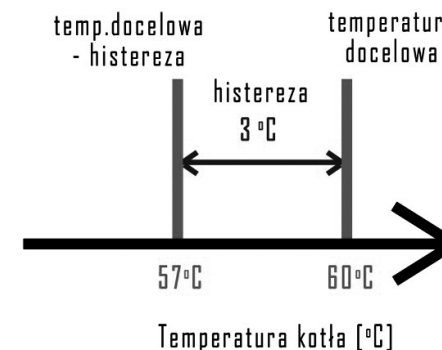 temp.docelowa
- histereza
temperatur
docelowa
histereza
3 °C
57°C
60°C
Temperatura kotła [°C]